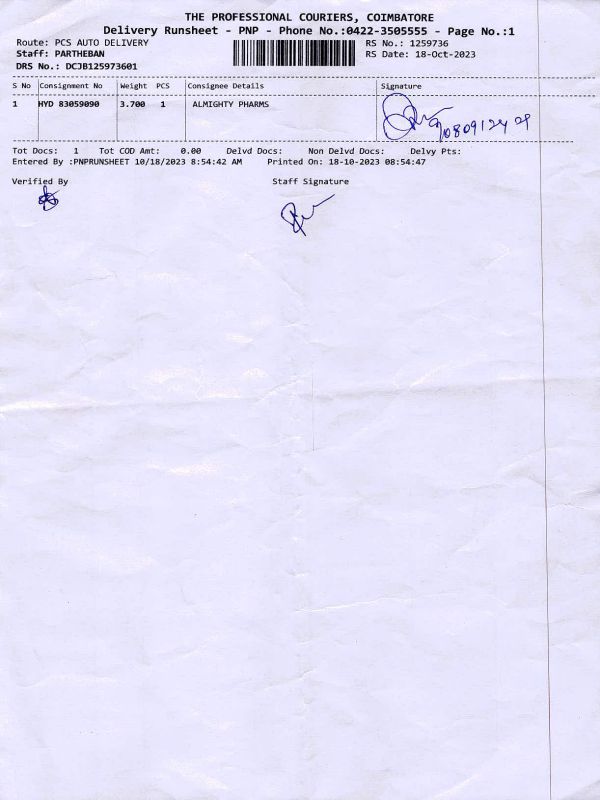 THE PROFESSIONAL COURIERS, COIMBATORE
Delivery Runsheet - PNP - Phone No.:0422-3505555 - Page No.:1
Route: PCS AUTO DELIVERY RS No.: 1259736
Staff: PARTHEBAN RS Date: 18-Oct-2023
DRS No.: DCJB125973601
S No Consignment No Weight PCS Consignee Details Signature
1 HYD 83059090 3.700 1 ALMIGHTY PHARMS
Tot Docs: 1 Tot COD Amt: 0.00 Delvd Docs: Non Delvd Docs: Delvy Pts:
Entered By :PNPRUNSHEET 10/18/2023 8:54:42 AM Printed On: 18-10-2023 08:54:47
Verified By Staff Signature